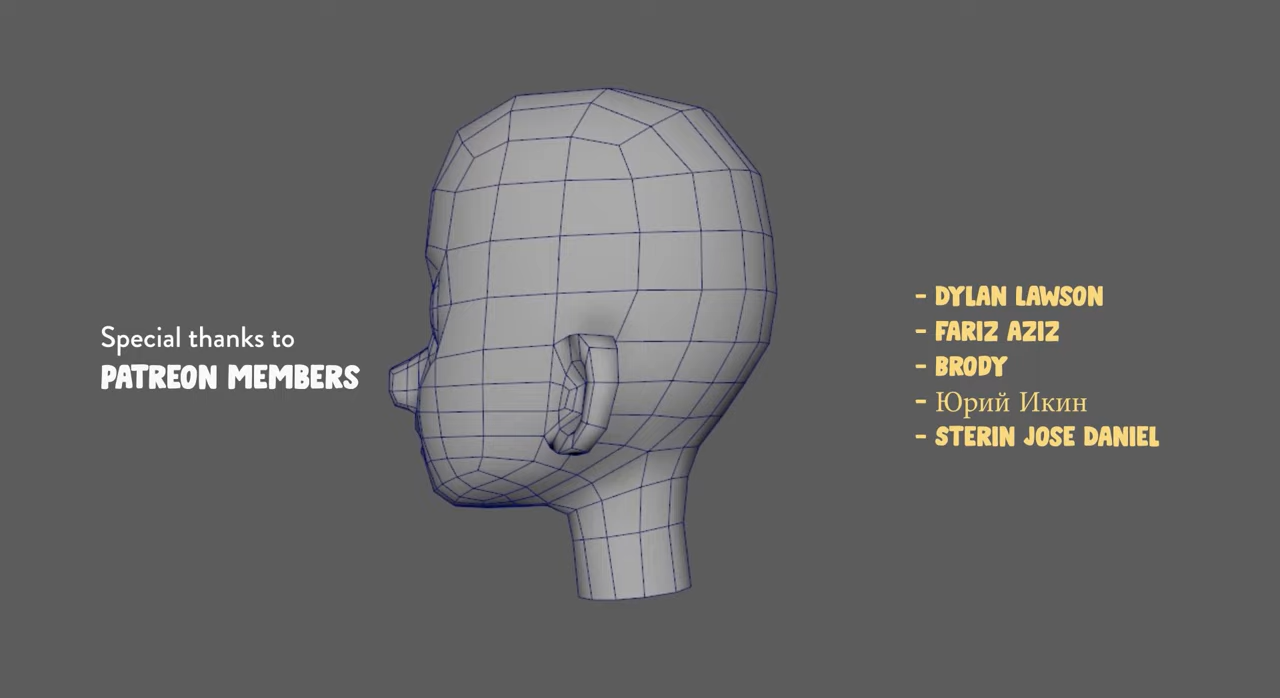 Special thanks to
PATREON MEMBERS
- DYLAN LAWSON
- FARIZ AZIZ
- BRODY
- Юрий Икин
- STERIN JOSE DANIEL